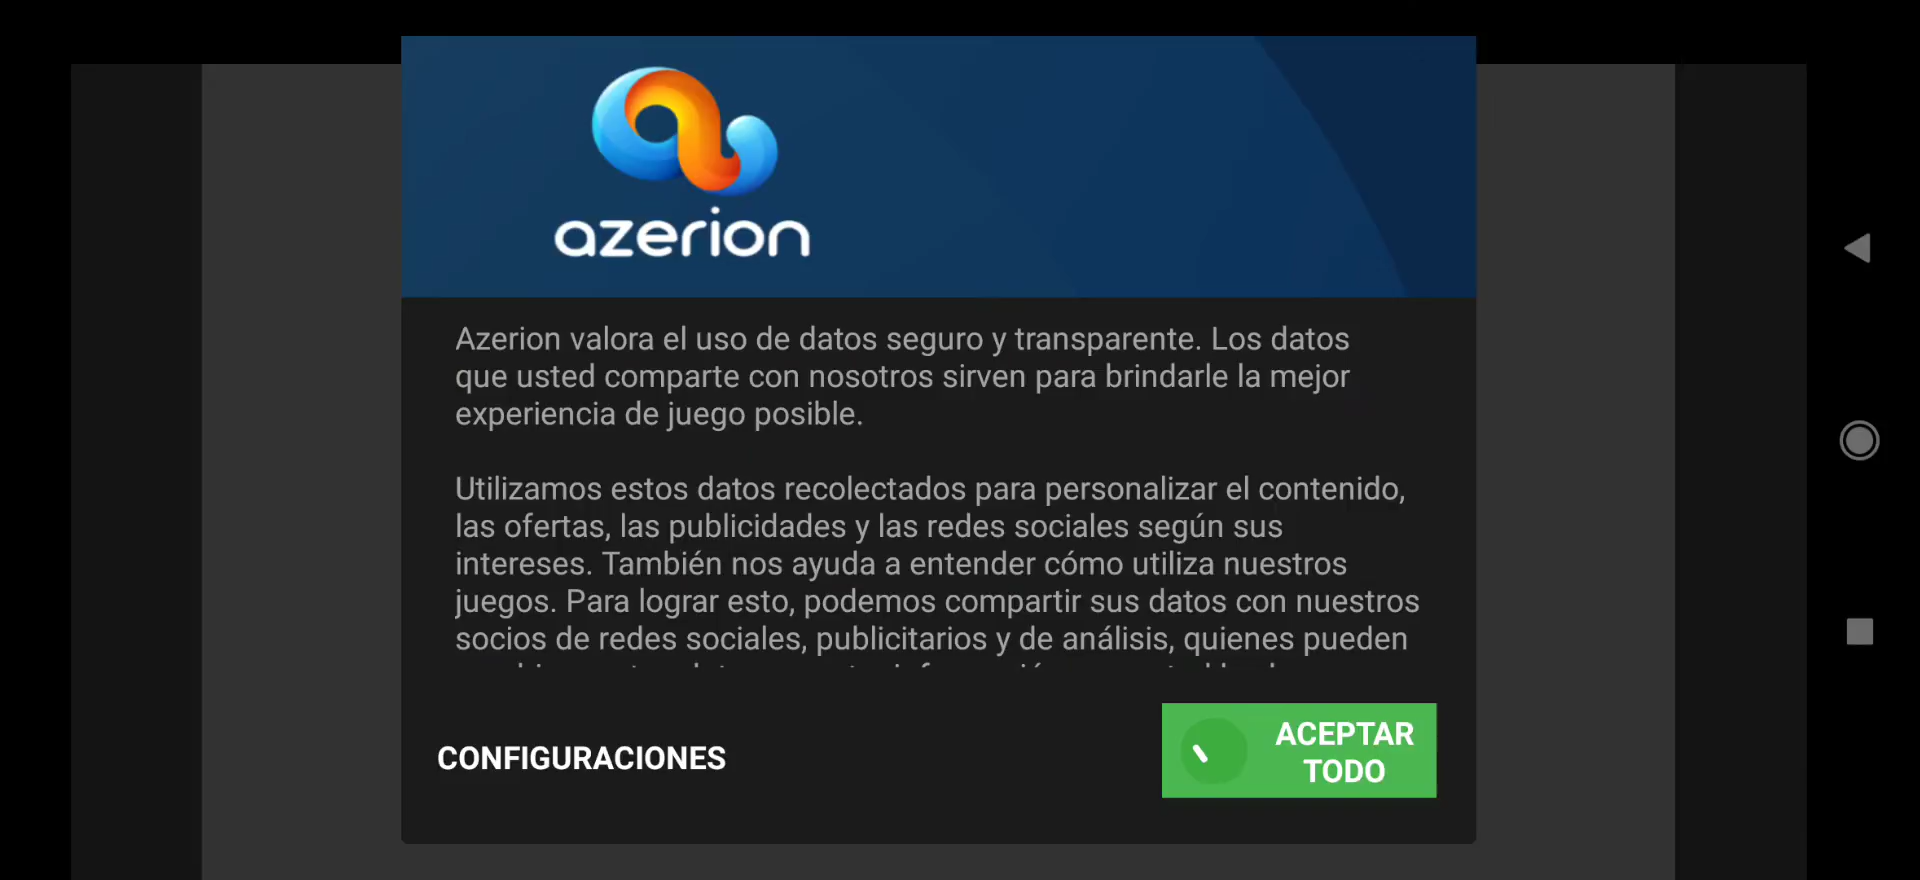 azerion
Azerion valora el uso de datos seguro y transparente. Los datos
que usted comparte con nosotros sirven para brindarle la mejor
experiencia de juego posible.
Utilizamos estos datos recolectados para personalizar el contenido,
las ofertas, las publicidades y las redes sociales según sus
intereses. También nos ayuda a entender cómo utiliza nuestros
juegos. Para lograr esto, podemos compartir sus datos con nuestros
socios de redes sociales, publicitarios y de análisis, quienes pueden
CONFIGURACIONES
ACEPTAR
TODO